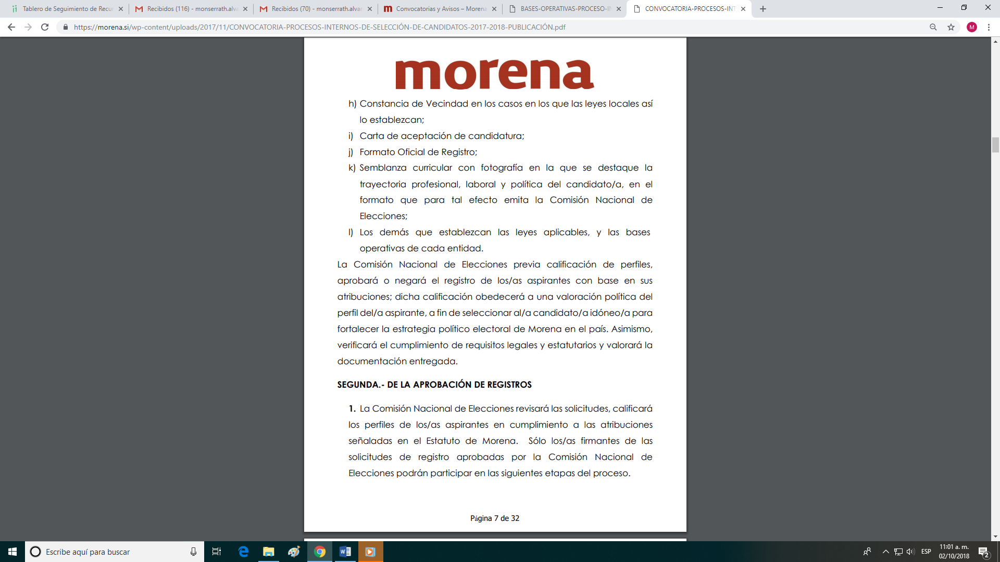 Tablero de Seguimiento de Recur
Recibidos (116) - monserrath.alva
Recibidos (70) - monserrath.alvar
Convocatorias y Avisos – Morena
BASES-OPERATIVAS-PROCESO-IN
CONVOCATORIA-PROCESOS-INT
https://morena.si/wp-content/uploads/2017/11/CONVOCATORIA-PROCESOS-INTERNOS-DE-SELECCIÓN-DE-CANDIDATOS-2017-2018-PUBLICACIÓN.pdf
M
morena
h) Constancia de Vecindad en los casos en los que las leyes locales así
lo establezcan;
i) Carta de aceptación de candidatura;
j) Formato Oficial de Registro;
k) Semblanza curricular con fotografía en la que se destaque la
trayectoria profesional, laboral y política del candidato/a, en el
formato que para tal efecto emita la Comisión Nacional de
Elecciones;
l) Los demás que establezcan las leyes aplicables, y las bases
operativas de cada entidad.
La Comisión Nacional de Elecciones previa calificación de perfiles,
aprobará o negará el registro de los/as aspirantes con base en sus
atribuciones; dicha calificación obedecerá a una valoración política del
perfil del/a aspirante, a fin de seleccionar al/a candidato/a idóneo/a para
fortalecer la estrategia político electoral de Morena en el país. Asimismo,
verificará el cumplimiento de requisitos legales y estatutarios y valorará la
documentación entregada.
SEGUNDA.- DE LA APROBACIÓN DE REGISTROS
1. La Comisión Nacional de Elecciones revisará las solicitudes, calificará
los perfiles de los/as aspirantes en cumplimiento a las atribuciones
señaladas en el Estatuto de Morena. Sólo los/as firmantes de las
solicitudes de registro aprobadas por la Comisión Nacional de
Elecciones podrán participar en las siguientes etapas del proceso.
Página 7 de 32
Escribe aquí para buscar
ESP
11:01 a. m.
02/10/2018
2